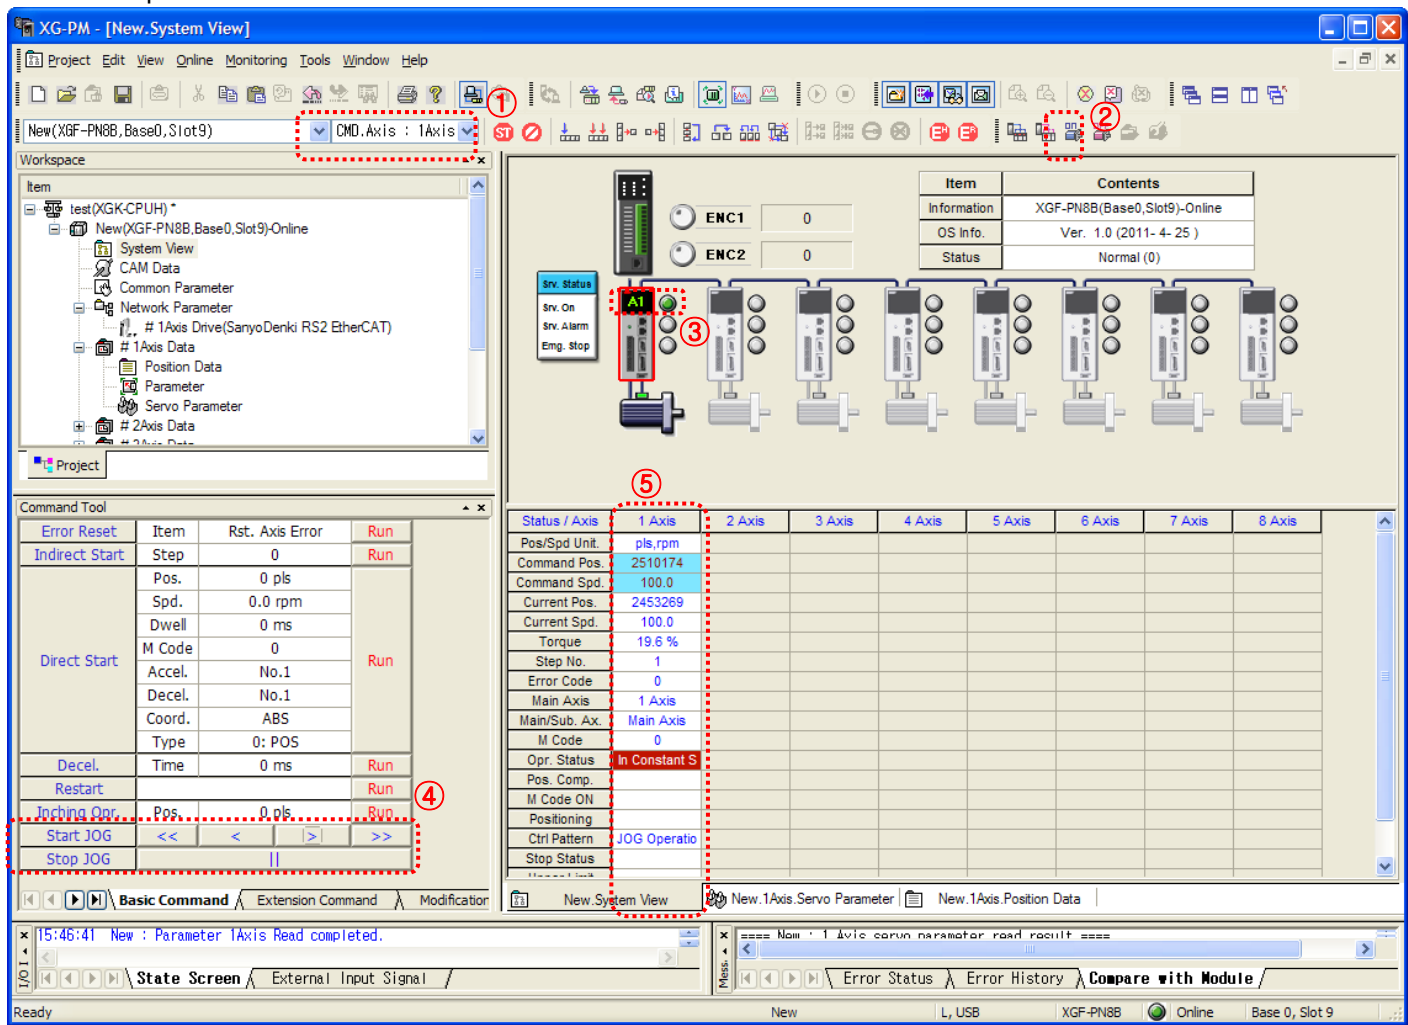 XG-PM - [New.System View]
Project Edit View Online Monitoring Tools Window Help
①
New(XGF-PN8B,Base0,Slot9)
CMD.Axis : 1Axis
②
Workspace
Item
test(XGK-CPUH) *
New(XGF-PN8B,Base0,Slot9)-Online
System View
CAM Data
Common Parameter
Network Parameter
# 1Axis Drive(SanyoDenki RS2 EtherCAT)
# 1Axis Data
Position Data
Parameter
Servo Parameter
# 2Axis Data
Project
ENC1 0
ENC2 0
Item Contents
Information XGF-PN8B(Base0,Slot9)-Online
OS Info. Ver. 1.0 (2011- 4- 25 )
Status Normal (0)
Srv. Status
Srv. On
Srv. Alarm
Emg. Stop
A1
③
Command Tool
Error Reset Item Rst. Axis Error Run
Indirect Start Step 0 Run
Direct Start
Pos. 0 pls
Spd. 0.0 rpm
Dwell 0 ms
M Code 0
Accel. No.1
Decel. No.1
Coord. ABS
Type 0: POS
Run
Decel. Time 0 ms Run
Restart Run
Inching Opr. Pos. 0 pls Run
④
Start JOG << < > >>
Stop JOG ||
Basic Command Extension Command Modification
⑤
Status / Axis 1 Axis 2 Axis 3 Axis 4 Axis 5 Axis 6 Axis 7 Axis 8 Axis
Pos/Spd Unit. pls,rpm
Command Pos. 2510174
Command Spd. 100.0
Current Pos. 2453269
Current Spd. 100.0
Torque 19.6 %
Step No. 1
Error Code 0
Main Axis 1 Axis
Main/Sub. Ax. Main Axis
M Code 0
Opr. Status In Constant S
Pos. Comp.
M Code ON
Positioning
Ctrl Pattern JOG Operatio
Stop Status
New.System View New.1Axis.Servo Parameter New.1Axis.Position Data
15:46:41 New : Parameter 1Axis Read completed.
I/O I
State Screen External Input Signal
==== New : 1 Axis servo parameter read result ====
Mess.
Error Status Error History Compare with Module
Ready New L, USB XGF-PN8B Online Base 0, Slot 9